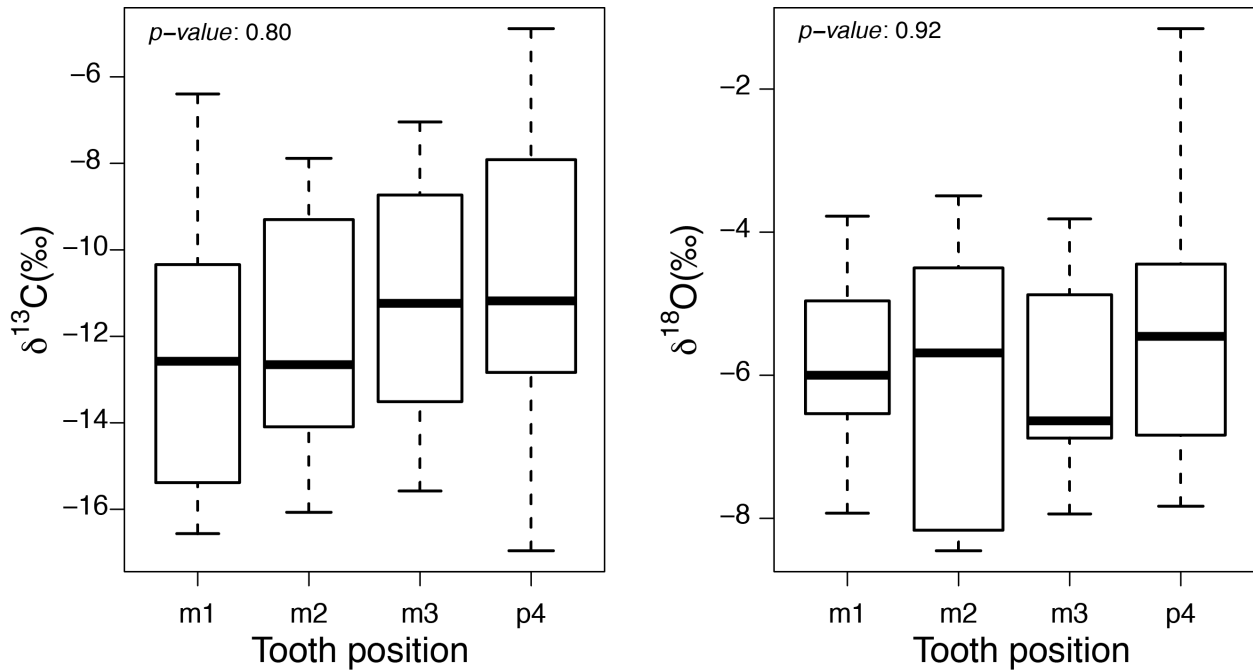 p−value: 0.80
δ13C(‰)
−6
−8
−10
−12
−14
−16
m1 m2 m3 p4
Tooth position
p−value: 0.92
δ18O(‰)
−2
−4
−6
−8
m1 m2 m3 p4
Tooth position